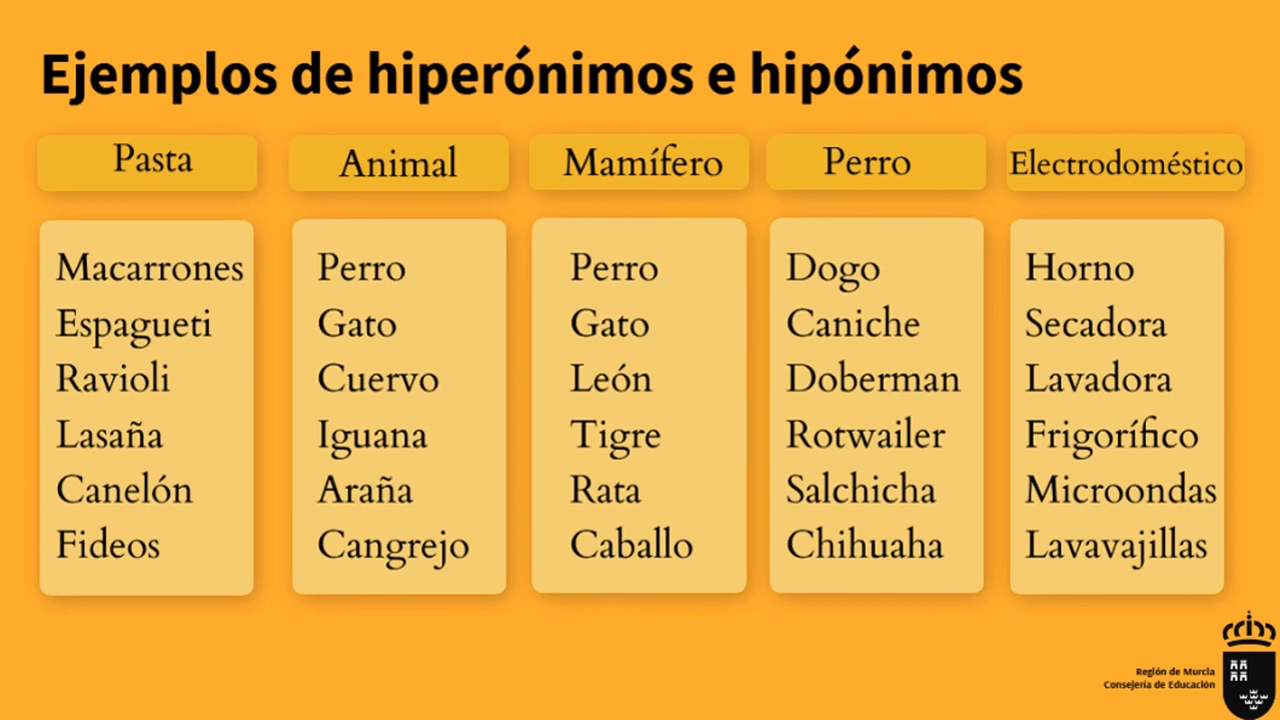 Ejemplos de hiperónimos e hipónimos
Pasta
Macarrones
Espagueti
Ravioli
Lasaña
Canelón
Fideos
Animal
Perro
Gato
Cuervo
Iguana
Araña
Cangrejo
Mamífero
Perro
Gato
León
Tigre
Rata
Caballo
Perro
Dogo
Caniche
Doberman
Rotwailer
Salchicha
Chihuaha
Electrodoméstico
Horno
Secadora
Lavadora
Frigorífico
Microondas
Lavavajillas
Región de Murcia
Consejería de Educación